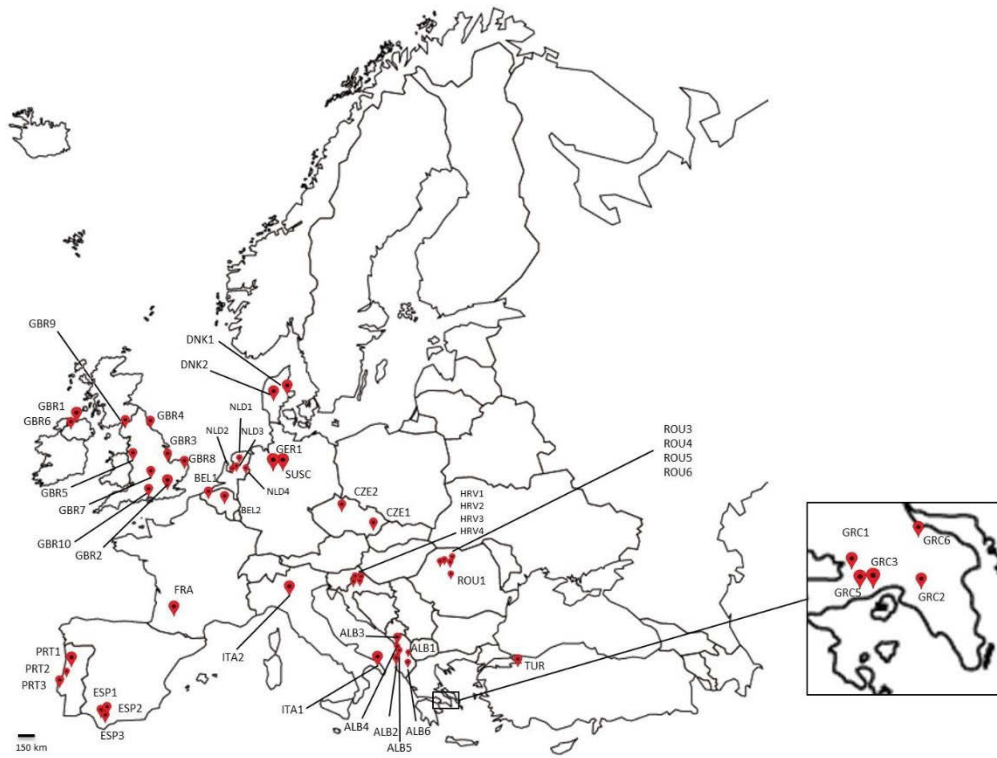 GBR9
DNK1
DNK2
GBR1
GBR6
GBR4
NLD1
NLD2
NLD3
GBR3
GER1
GBR8
SUSC
BEL1
NLD4
GBR5
GBR7
BEL2
CZE2
GBR10
GBR2
CZE1
ROU3
ROU4
ROU5
ROU6
HRV1
HRV2
HRV3
HRV4
ROU1
FRA
ITA2
ALB3
ALB1
PRT1
PRT2
PRT3
TUR
ESP1
ESP2
ESP3
ITA1
ALB4
ALB2
ALB6
ALB5
150 km
GRC1
GRC6
GRC3
GRC5
GRC2